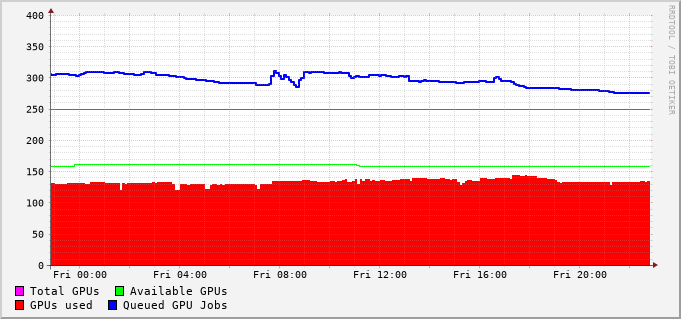 400
350
300
250
200
150
100
50
0
Fri 00:00 Fri 04:00 Fri 08:00 Fri 12:00 Fri 16:00 Fri 20:00
Total GPUs Available GPUs
GPUs used Queued GPU Jobs
RRDTOOL / TOBI OETIKER